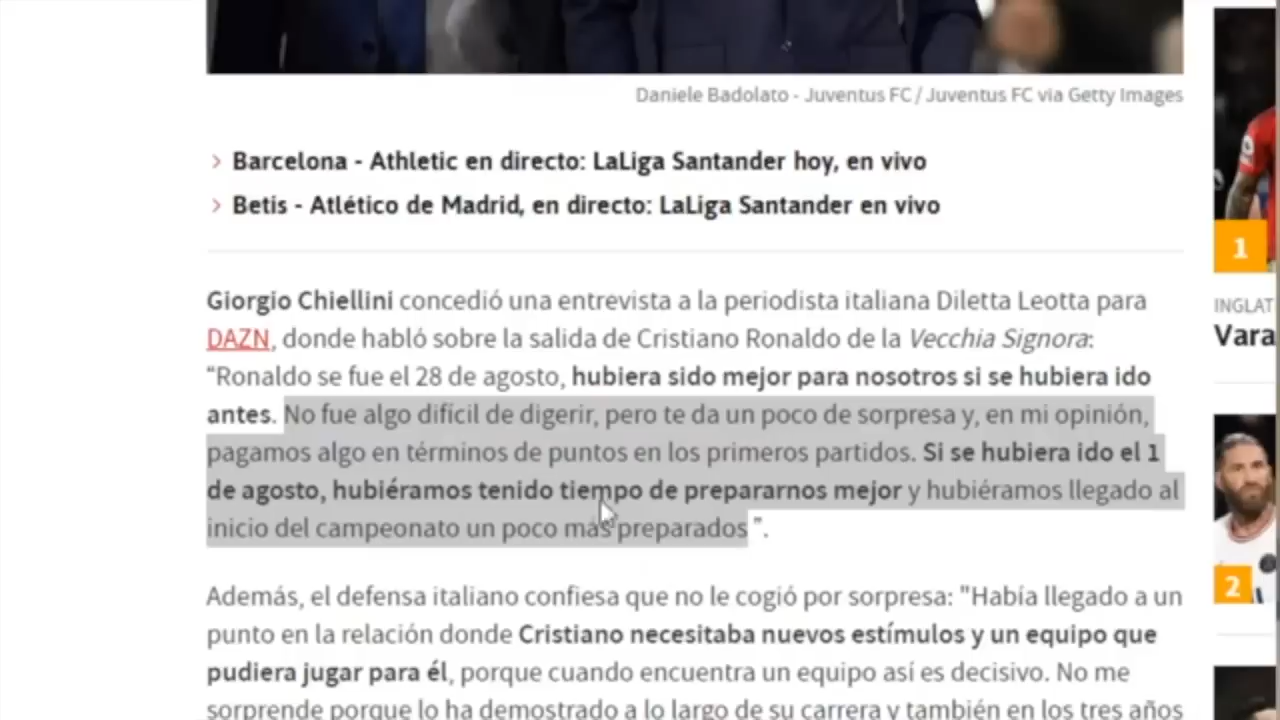 Daniele Badolato - Juventus FC / Juventus FC via Getty Images
Barcelona - Athletic en directo: LaLiga Santander hoy, en vivo
Betis - Atlético de Madrid, en directo: LaLiga Santander en vivo
1
Giorgio Chiellini concedió una entrevista a la periodista italiana Diletta Leotta para
DAZN, donde habló sobre la salida de Cristiano Ronaldo de la Vecchia Signora:
“Ronaldo se fue el 28 de agosto, hubiera sido mejor para nosotros si se hubiera ido
antes. No fue algo difícil de digerir, pero te da un poco de sorpresa y, en mi opinión,
pagamos algo en términos de puntos en los primeros partidos. Si se hubiera ido el 1
de agosto, hubiéramos tenido tiempo de prepararnos mejor y hubiéramos llegado al
inicio del campeonato un poco más preparados ”.
INGLAT
Vara
2
Además, el defensa italiano confiesa que no le cogió por sorpresa: "Había llegado a un
punto en la relación donde Cristiano necesitaba nuevos estímulos y un equipo que
pudiera jugar para él, porque cuando encuentra un equipo así es decisivo. No me
sorprende porque lo ha demostrado a lo largo de su carrera y también en los tres años